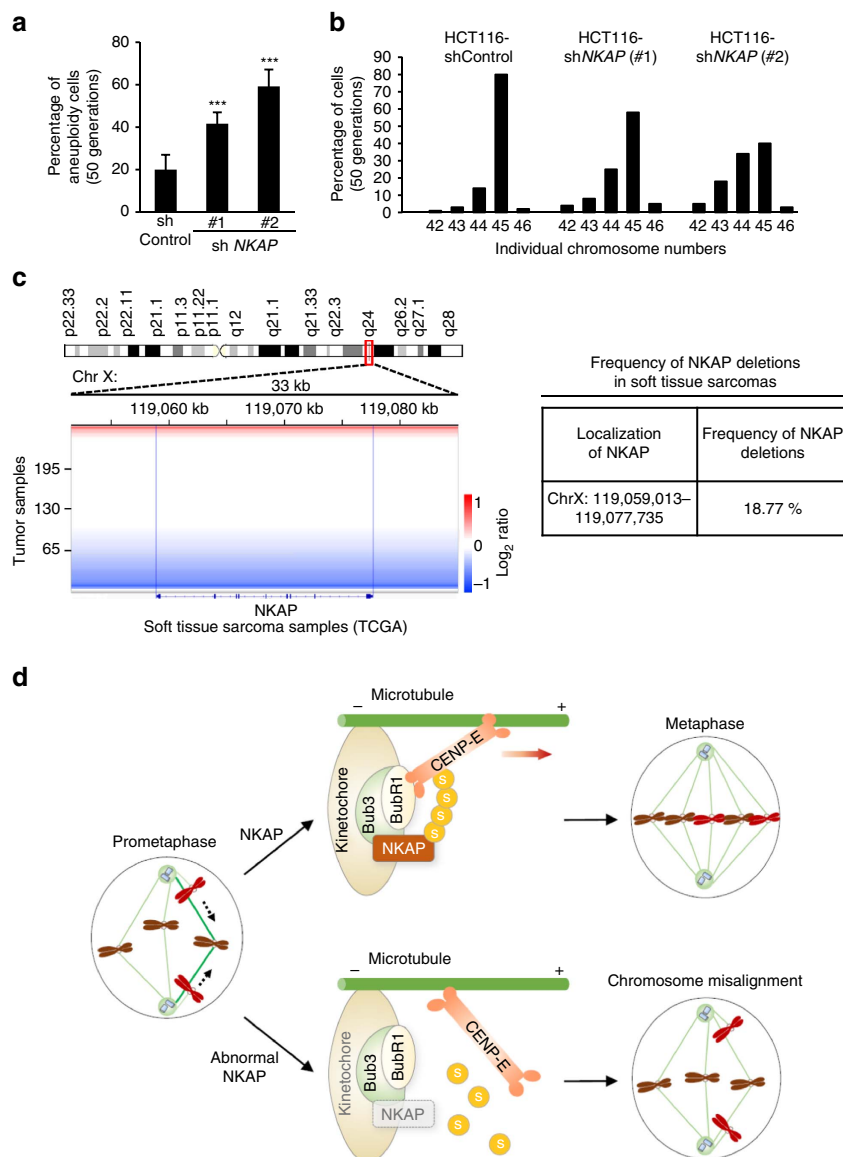 a
Percentage of
aneuploidy cells
(50 generations)
80
60
40
20
0
***
***
sh
Control
#1
#2
sh NKAP
b
HCT116-
shControl
HCT116-
shNKAP (#1)
HCT116-
shNKAP (#2)
Percentage of cells
(50 generations)
90
80
70
60
50
40
30
20
10
0
42 43 44 45 46
42 43 44 45 46
42 43 44 45 46
Individual chromosome numbers
c
p22.33
p22.2
p22.11
p21.1
p11.3
p11.22
p11.1
q12
q21.1
q21.33
q22.3
q24
q26.2
q27.1
q28
Chr X:
33 kb
119,060 kb
119,070 kb
119,080 kb
Tumor samples
195
130
65
1
0
–1
Log2 ratio
NKAP
Soft tissue sarcoma samples (TCGA)
Frequency of NKAP deletions
in soft tissue sarcomas
Localization
of NKAP
Frequency of NKAP
deletions
ChrX: 119,059,013–
119,077,735
18.77 %
d
Prometaphase
NKAP
Abnormal
NKAP
Microtubule
–
+
Kinetochore
Bub3
BubR1
CENP-E
S
S
S
S
NKAP
Metaphase
Microtubule
–
+
Kinetochore
Bub3
BubR1
CENP-E
NKAP
S
S
S
S
Chromosome misalignment